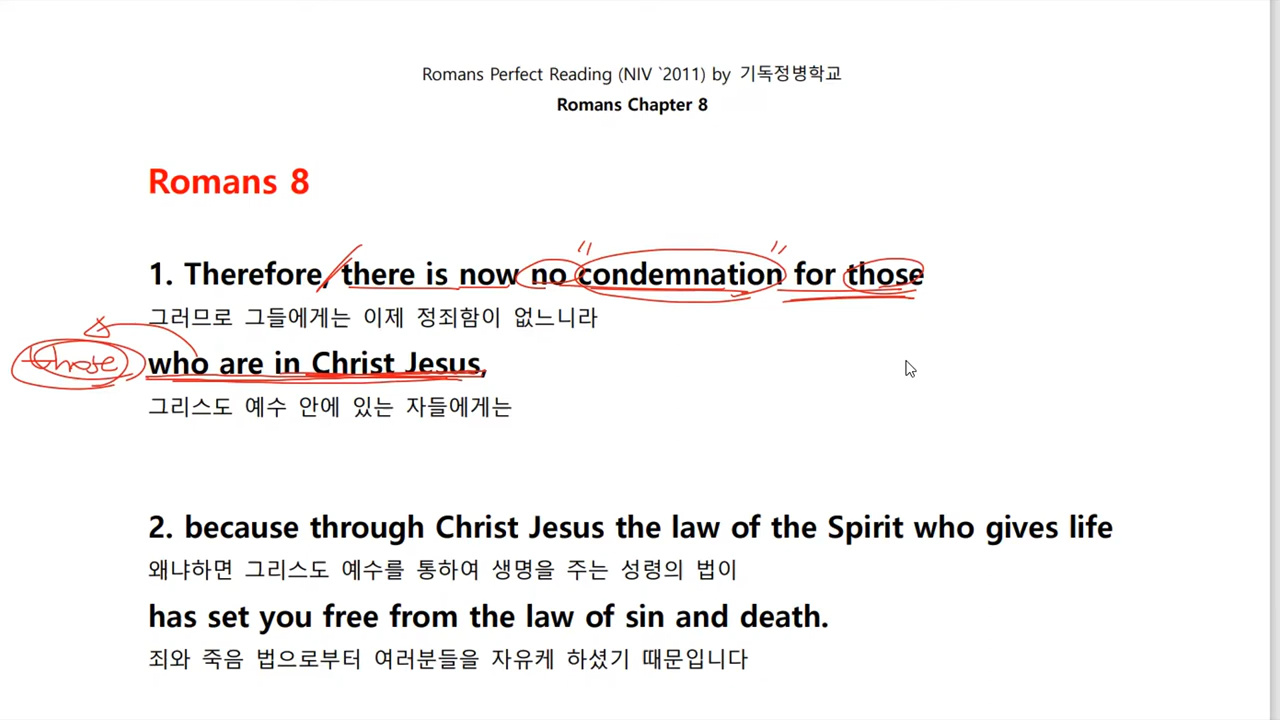 Romans Perfect Reading (NIV `2011) by 기독정병학교
Romans Chapter 8
Romans 8
1. Therefore, there is now no condemnation for those
그러므로 그들에게는 이제 정죄함이 없느니라
those who are in Christ Jesus,
그리스도 예수 안에 있는 자들에게는
2. because through Christ Jesus the law of the Spirit who gives life
왜냐하면 그리스도 예수를 통하여 생명을 주는 성령의 법이
has set you free from the law of sin and death.
죄와 죽음 법으로부터 여러분들을 자유케 하셨기 때문입니다